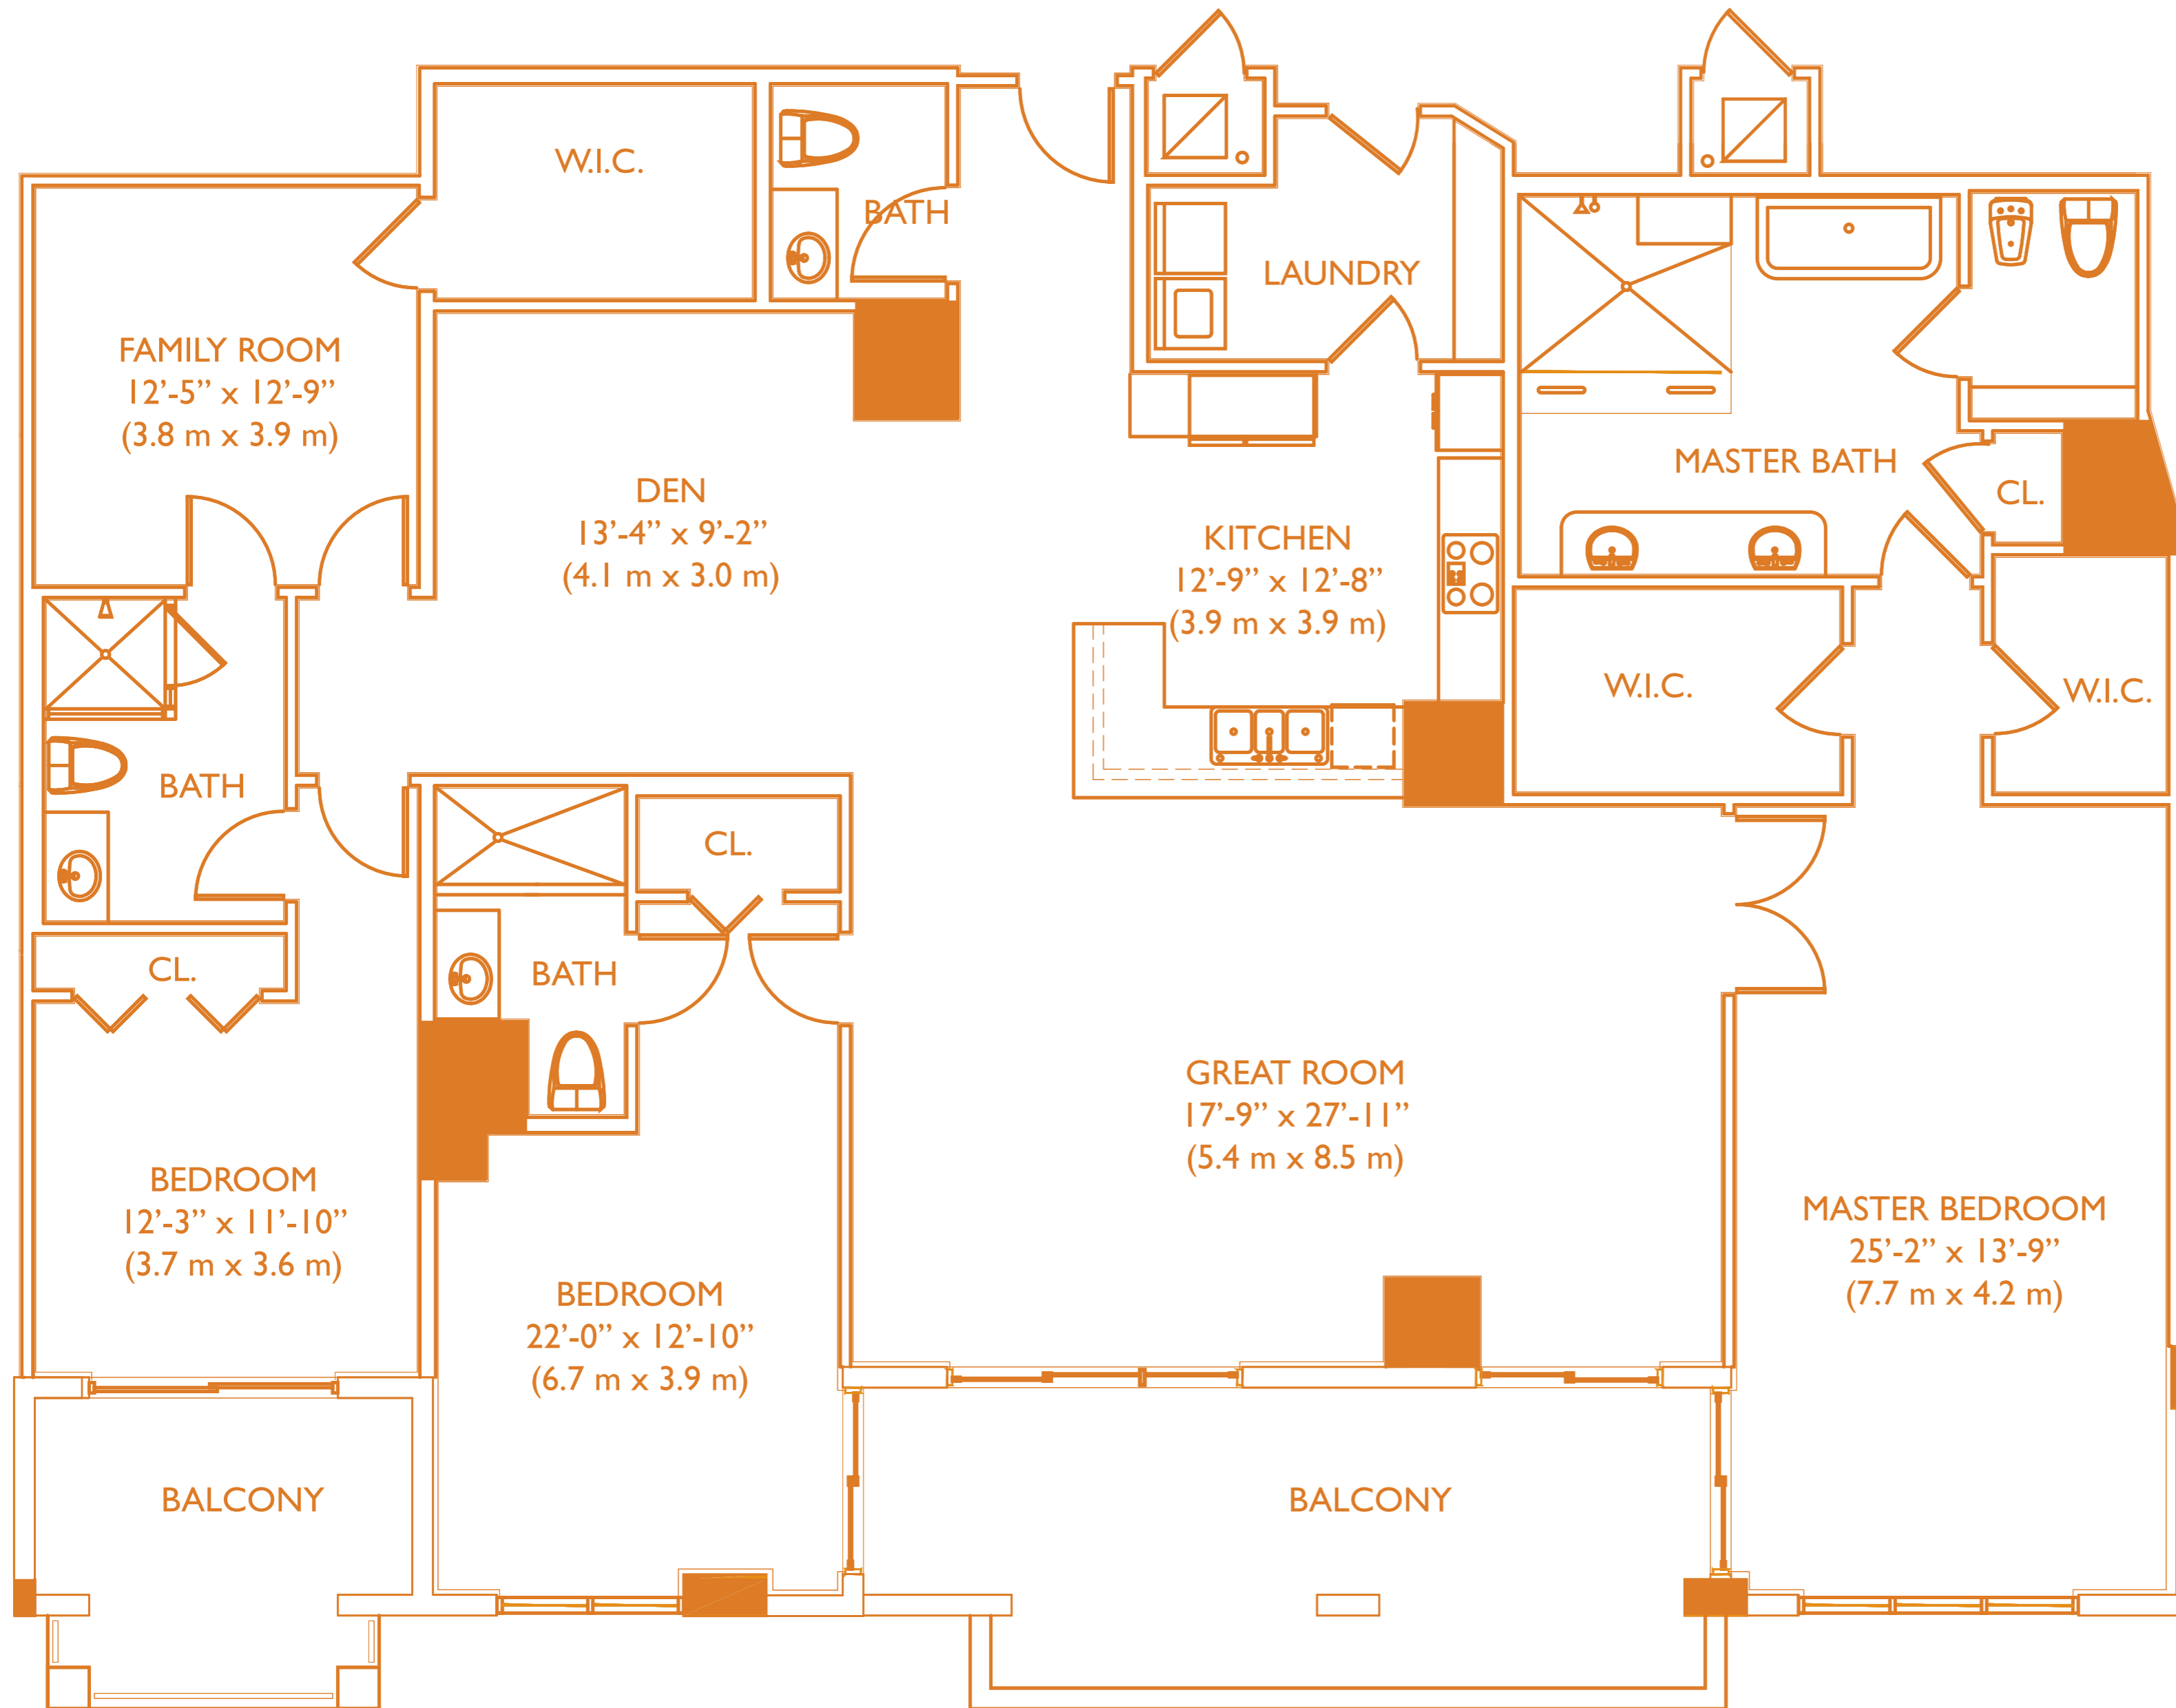 W.I.C.
BATH
LAUNDRY
FAMILY ROOM
12’-5” x 12’-9”
(3.8 m x 3.9 m)
DEN
13’-4” x 9’-2”
(4.1 m x 3.0 m)
MASTER BATH
CL.
KITCHEN
12’-9” x 12’-8”
(3.9 m x 3.9 m)
W.I.C.
W.I.C.
BATH
CL.
CL.
BATH
GREAT ROOM
17’-9” x 27’-11”
(5.4 m x 8.5 m)
BEDROOM
12’-3” x 11’-10”
(3.7 m x 3.6 m)
MASTER BEDROOM
25’-2” x 13’-9”
(7.7 m x 4.2 m)
BEDROOM
22’-0” x 12’-10”
(6.7 m x 3.9 m)
BALCONY
BALCONY